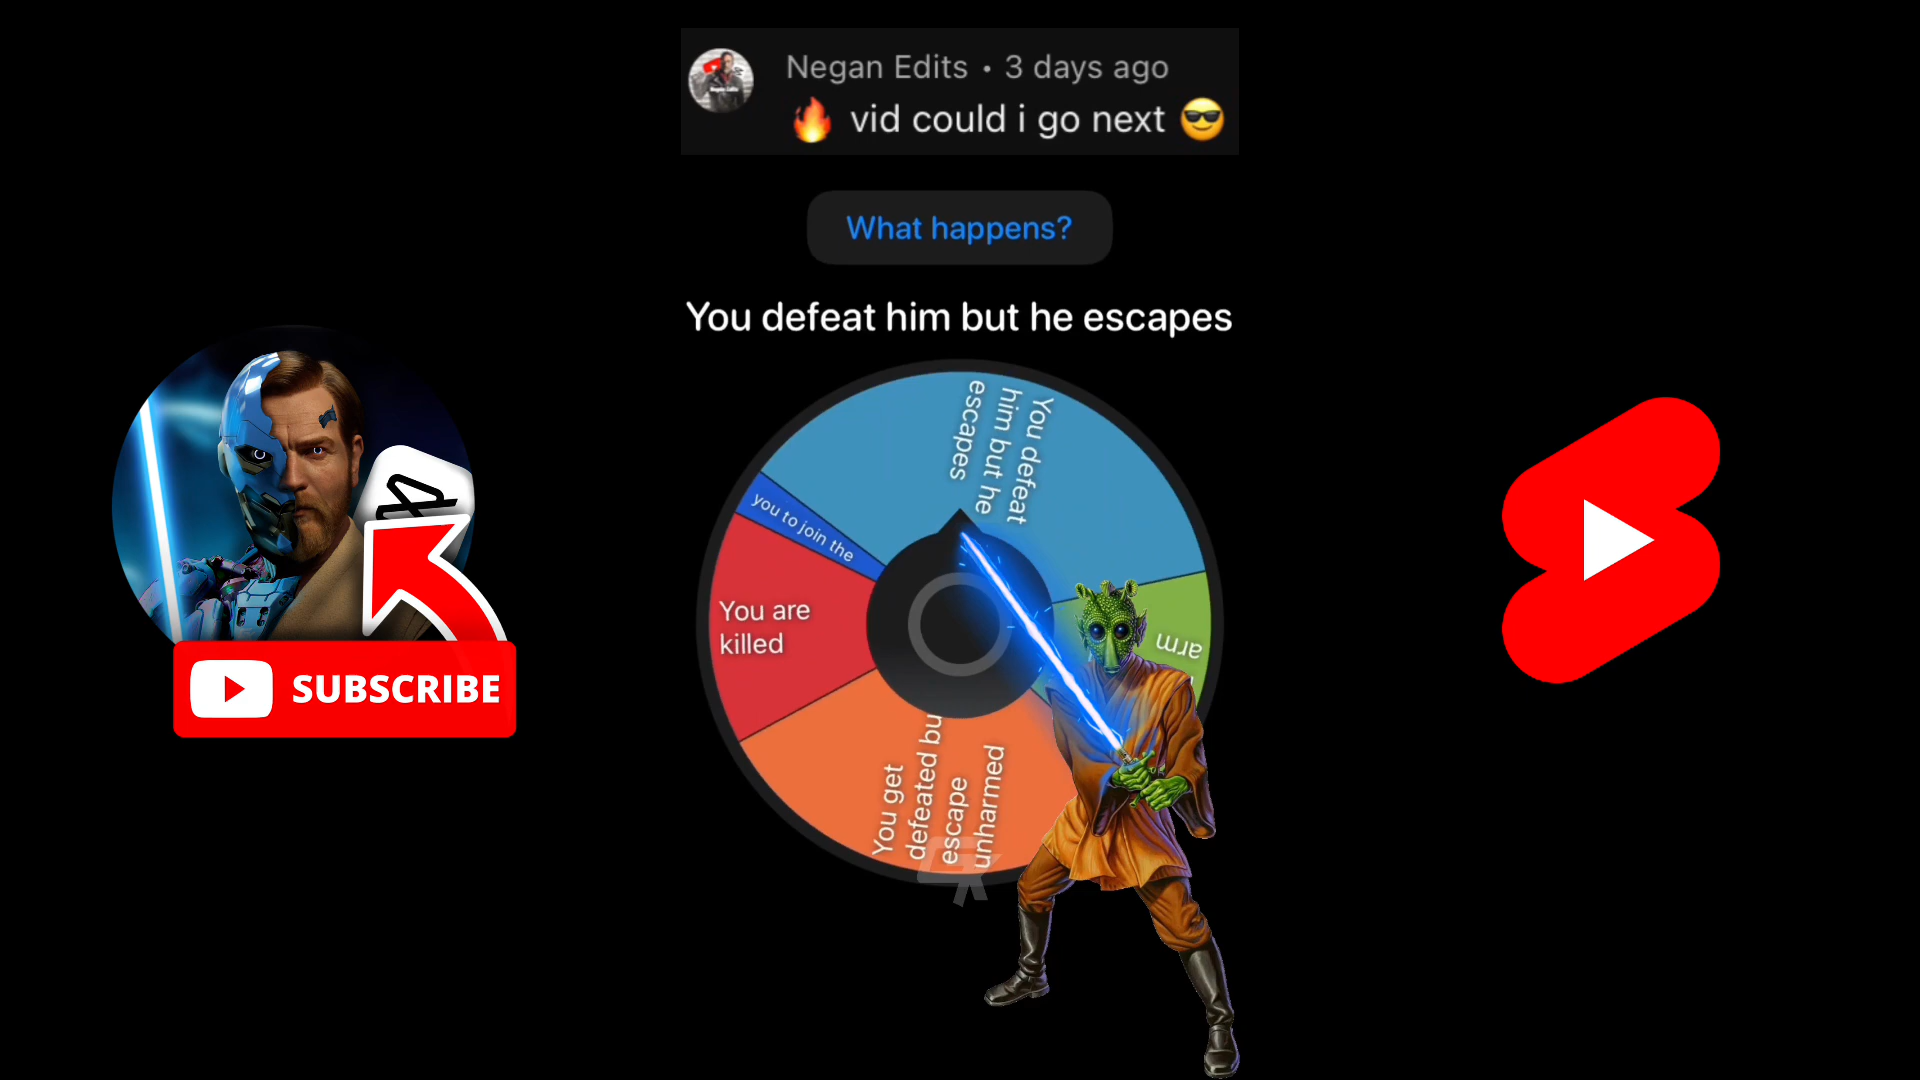 Negan Edits • 3 days ago
🔥 vid could i go next 😎
What happens?
You defeat him but he escapes
You defeat
him but he
escapes
you to join the
You are
killed
arm
You get
defeated bu
escape
unharmed
SUBSCRIBE